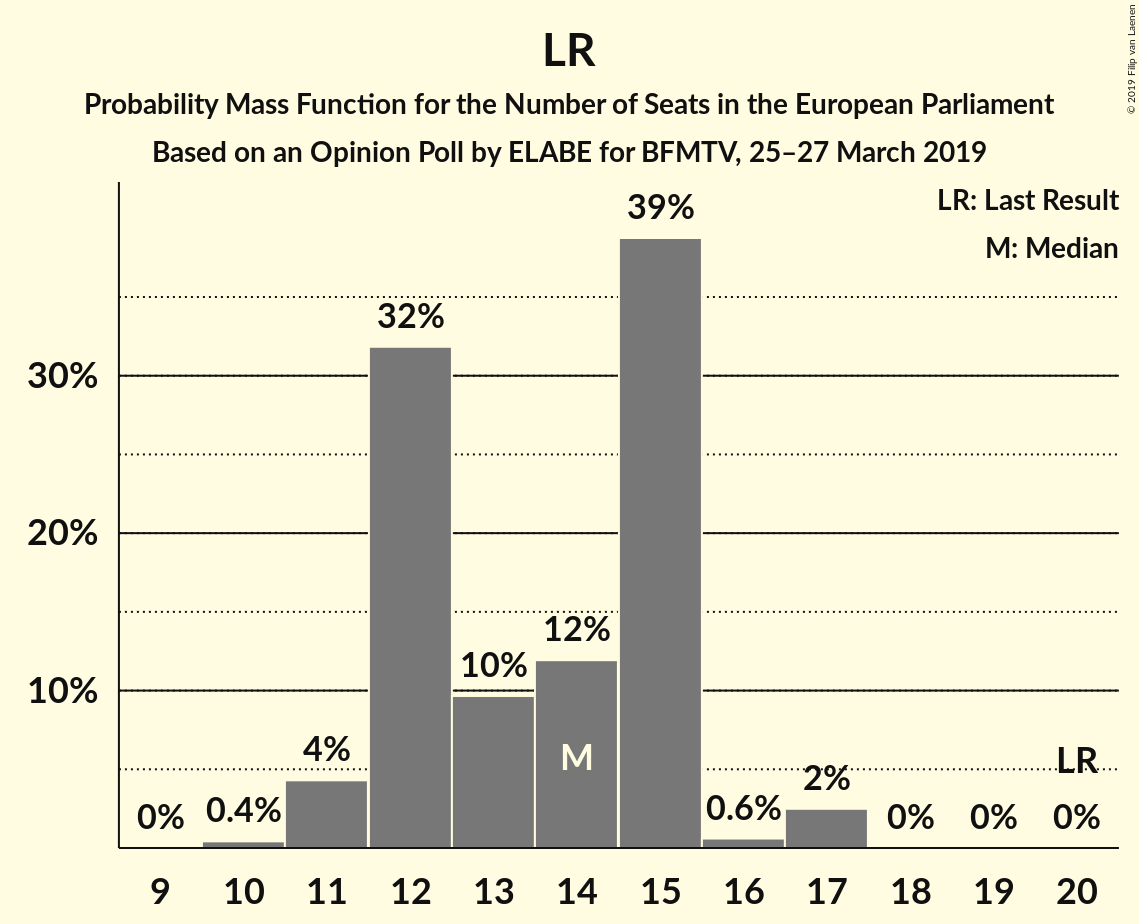 LR
Probability Mass Function for the Number of Seats in the European Parliament
Based on an Opinion Poll by ELABE for BFMTV, 25–27 March 2019
© 2019 Filip van Laenen
LR: Last Result
M: Median
39%
32%
30%
20%
12%
10%
10%
4%
M
LR
2%
0%
0.4%
0.6%
0%
0%
0%
9 10 11 12 13 14 15 16 17 18 19 20